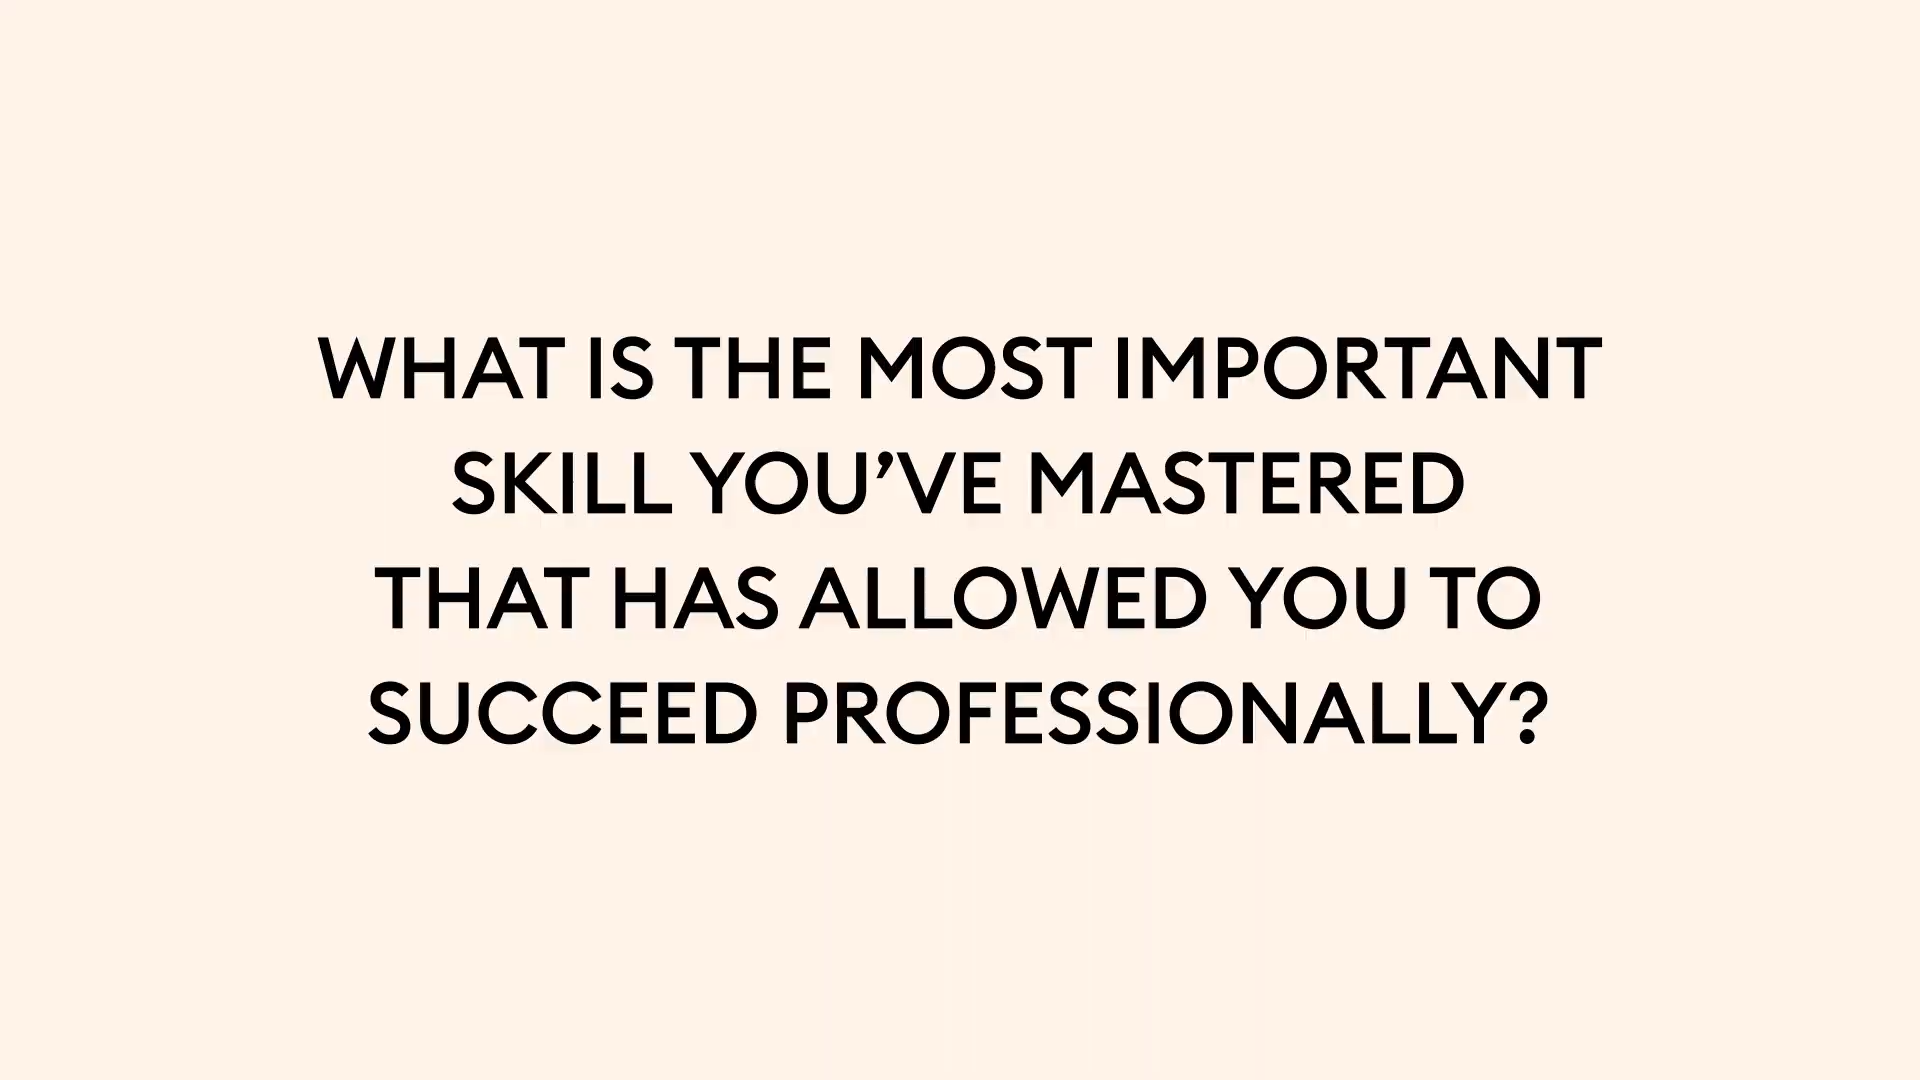 WHAT IS THE MOST IMPORTANT
SKILL YOU’VE MASTERED
THAT HAS ALLOWED YOU TO
SUCCEED PROFESSIONALLY?